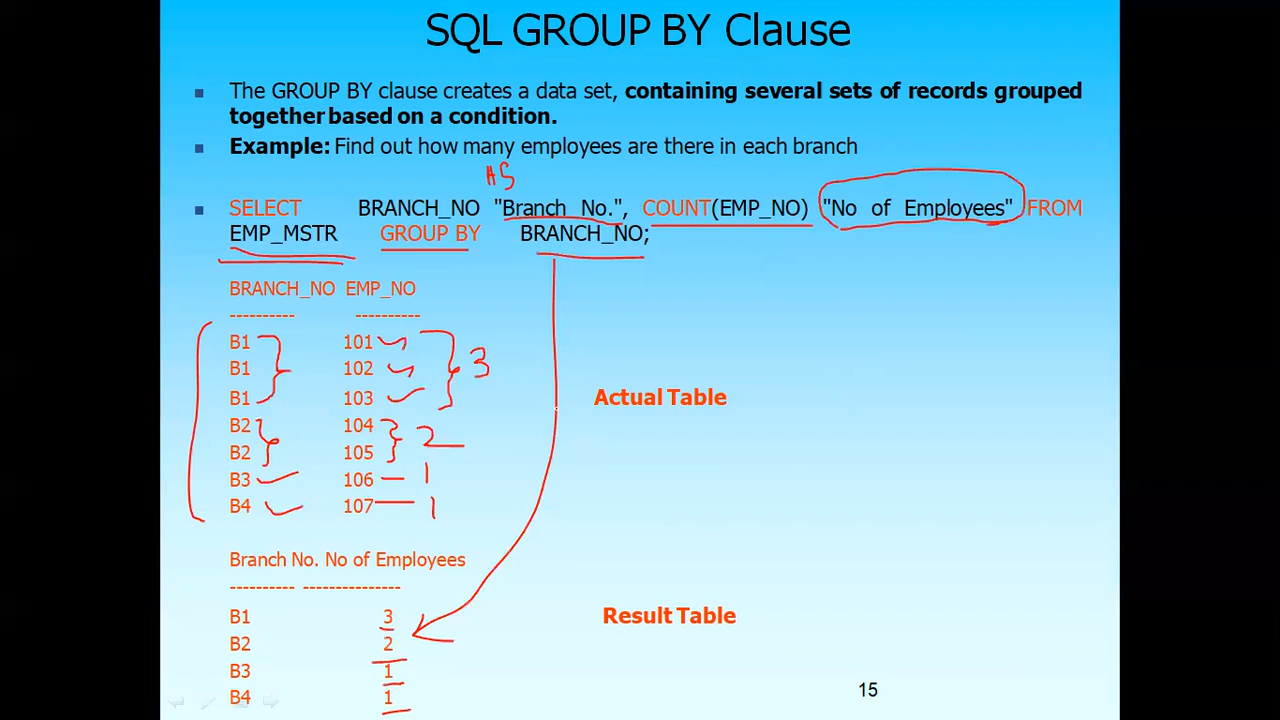 SQL GROUP BY Clause
The GROUP BY clause creates a data set, containing several sets of records grouped
together based on a condition.
Example: Find out how many employees are there in each branch
AS
SELECT BRANCH_NO "Branch No.", COUNT(EMP_NO) "No of Employees" FROM
EMP_MSTR GROUP BY BRANCH_NO;
BRANCH_NO EMP_NO
---------- ----------
B1 101
B1 102 3
B1 103
Actual Table
B2 104 2
B2 105
B3 106 1
B4 107 1
Branch No. No of Employees
---------- ---------------
B1 3
Result Table
B2 2
B3 1
B4 1
15